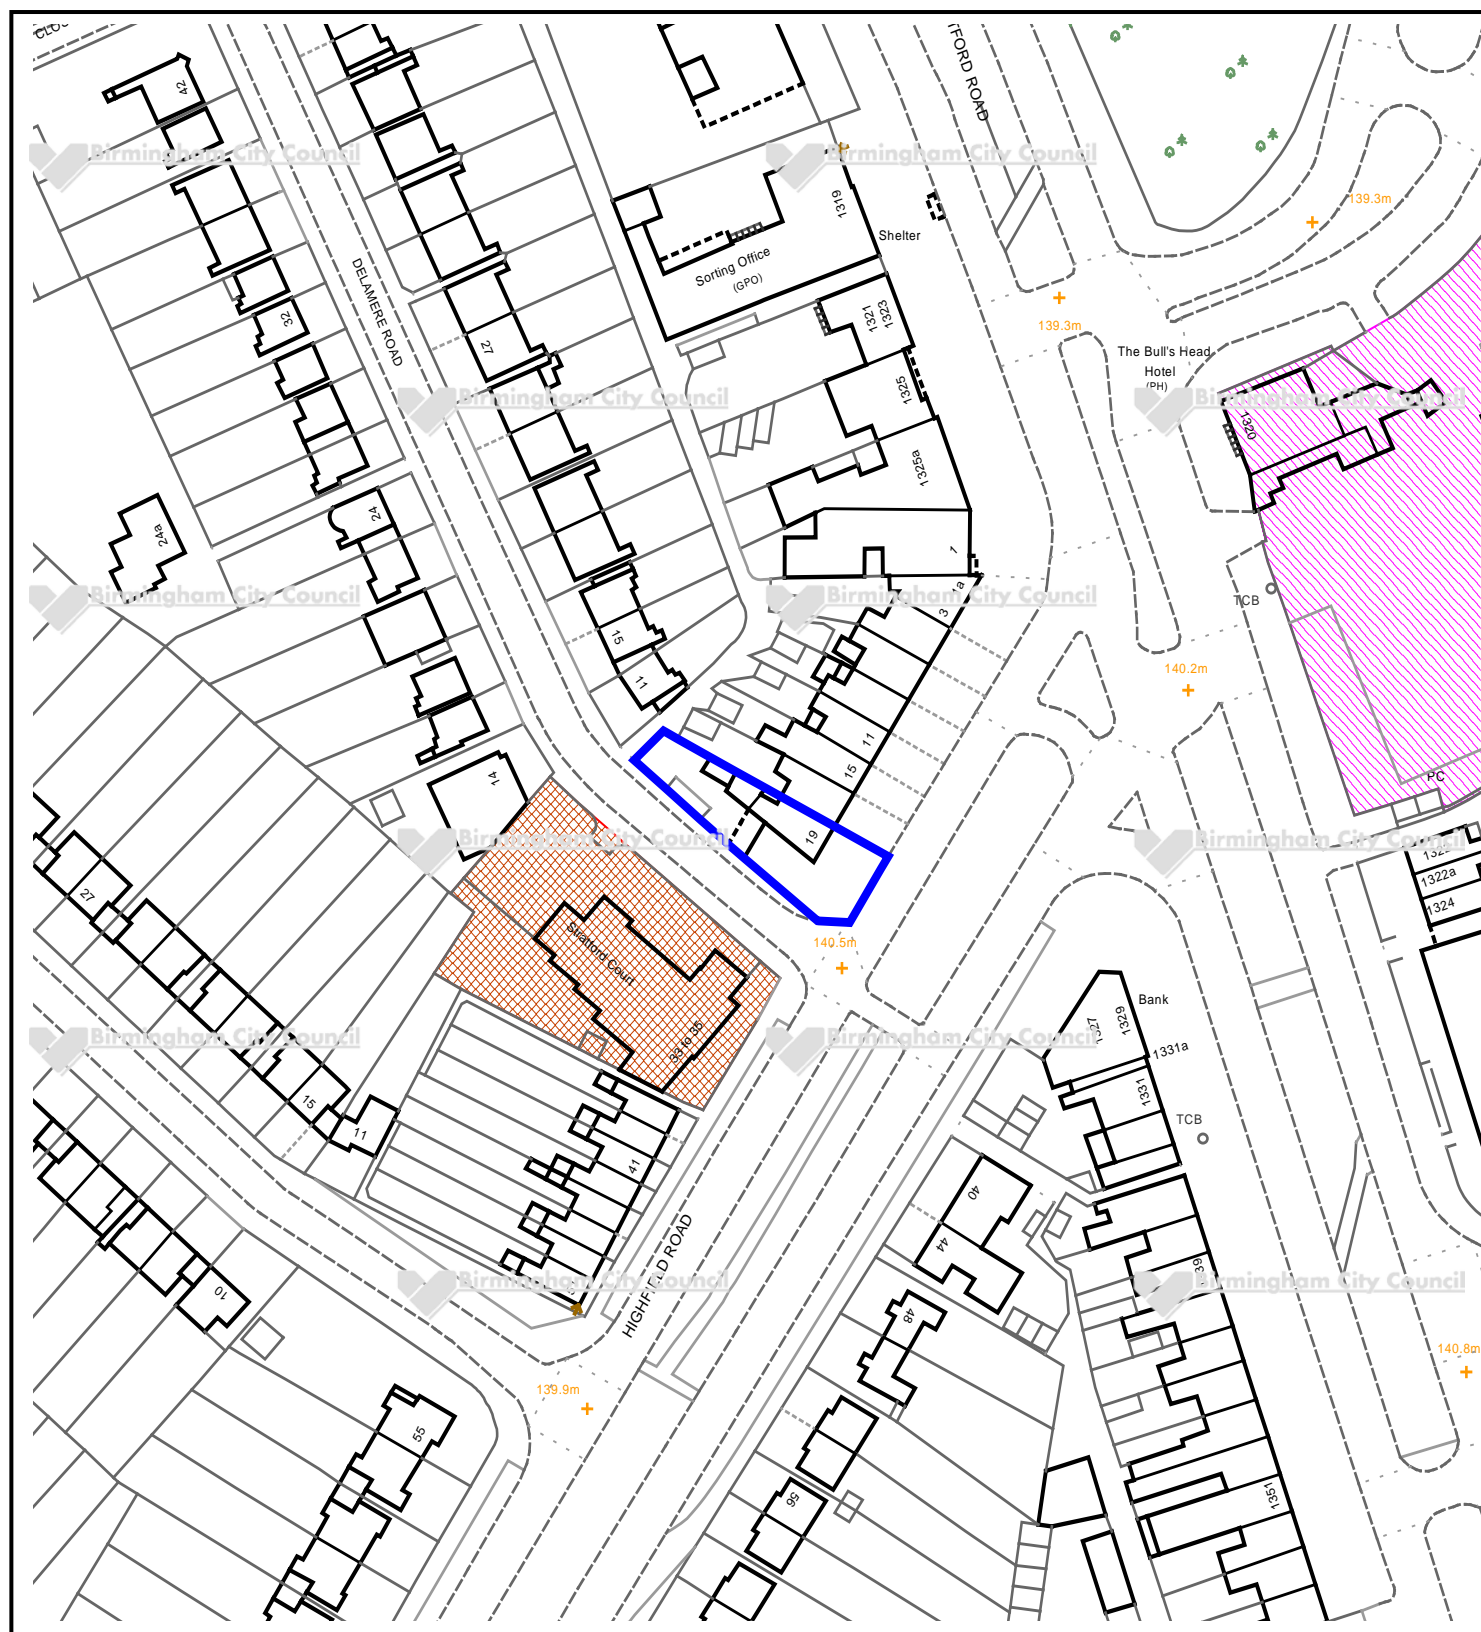 42
Birmingham City Council
Birmingham City Council
1319
Shelter
139.3m
Sorting Office
(GPO)
DELAMERE ROAD
32
27
1321
1323
139.3m
The Bull's Head
Hotel
(PH)
1325
1320
Birmingham City Council
Birmingham City Council
1325a
24
24a
1
1a
3
TCB
Birmingham City Council
Birmingham City Council
15
11
140.2m
11
15
14
PC
19
Birmingham City Council
Birmingham City Council
1322a
1324
27
Stratford Court
140.5m
Bank
1327
1329
1331a
33 to 35
Birmingham City Council
Birmingham City Council
1331
TCB
15
11
41
40
44
HIGHFIELD ROAD
Birmingham City Council
Birmingham City Council
10
48
140.8m
139.9m
55
56
1351